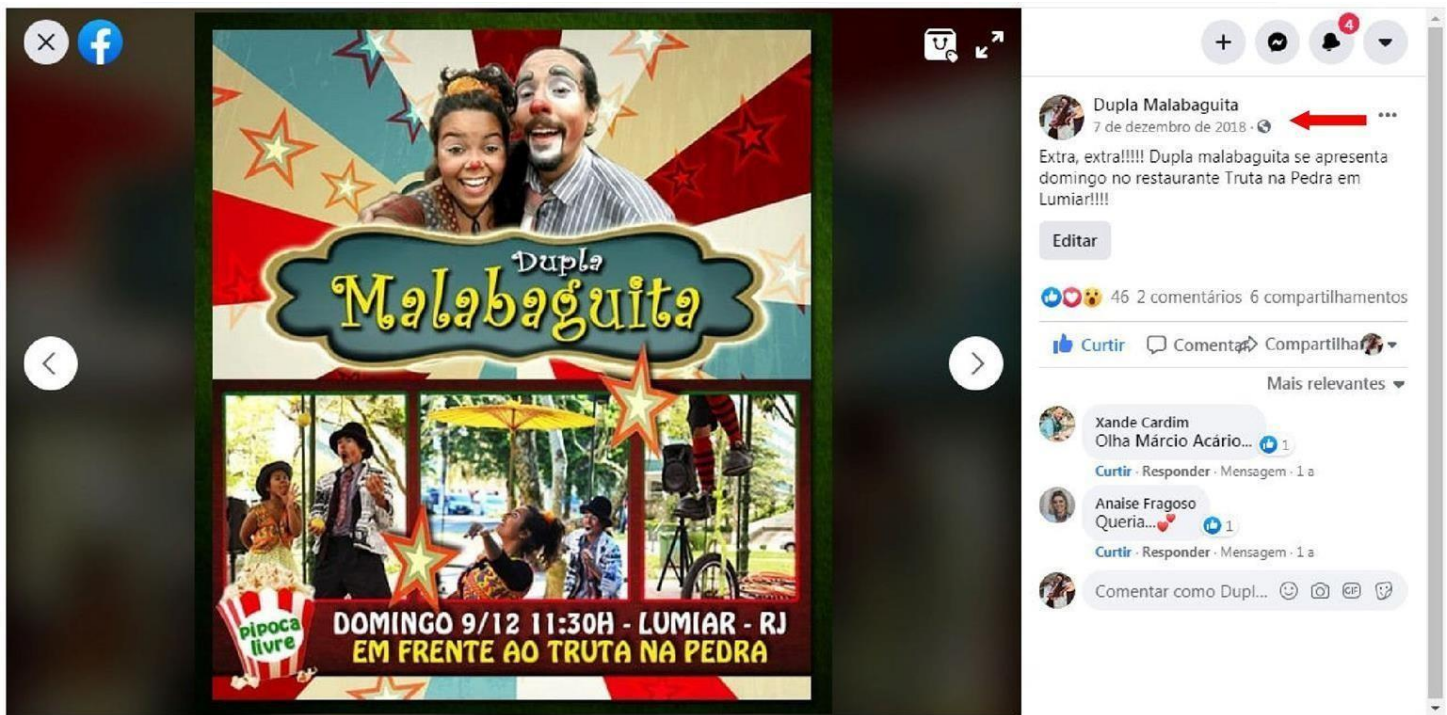 Dupla
Malabaguita
pipoca
livre
DOMINGO 9/12 11:30H - LUMIAR - RJ
EM FRENTE AO TRUTA NA PEDRA
4
Dupla Malabaguita
7 de dezembro de 2018 ·
Extra, extra!!!!! Dupla malabaguita se apresenta
domingo no restaurante Truta na Pedra em
Lumiar!!!!
Editar
46 2 comentários 6 compartilhamentos
Curtir Comentar Compartilhar
Mais relevantes
Xande Cardim
Olha Márcio Acário... 1
Curtir · Responder · Mensagem · 1 a
Anaise Fragoso
Queria...💕 1
Curtir · Responder · Mensagem · 1 a
Comentar como Dupl... GIF